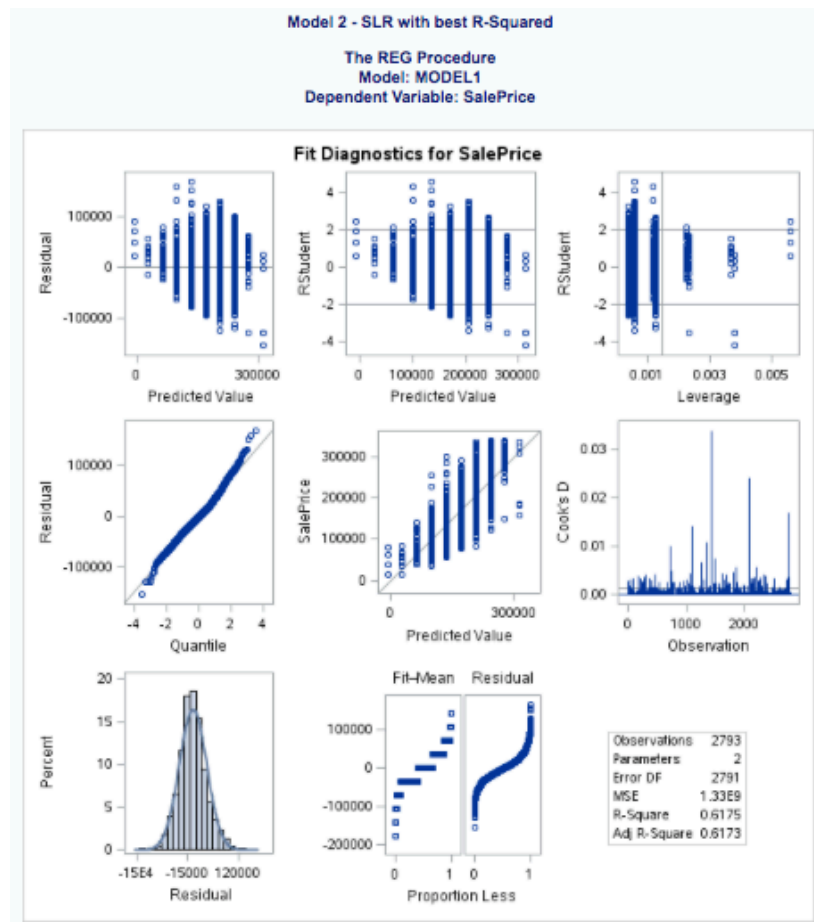 Model 2 - SLR with best R-Squared
The REG Procedure
Model: MODEL1
Dependent Variable: SalePrice
Fit Diagnostics for SalePrice
Residual
100000
0
-100000
0
300000
Predicted Value
RStudent
4
2
0
-2
-4
100000
200000
300000
Predicted Value
RStudent
4
2
0
-2
-4
0.001
0.003
0.005
Leverage
Residual
100000
0
-100000
-4
-2
0
2
4
Quantile
SalePrice
300000
200000
100000
0
0
300000
Predicted Value
Cook's D
0.03
0.02
0.01
0.00
0
1000
2000
Observation
Percent
20
15
10
5
0
-15E4
-15000
120000
Residual
Fit–Mean
Residual
100000
0
-100000
-200000
0
1
0
1
Proportion Less
Observations 2793
Parameters 2
Error DF 2791
MSE 1.33E9
R-Square 0.6175
Adj R-Square 0.6173